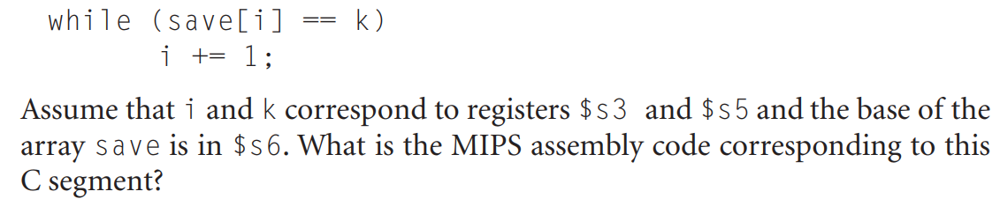 while (save[i] == k)
i += 1;
Assume that i and k correspond to registers $s3 and $s5 and the base of the
array save is in $s6. What is the MIPS assembly code corresponding to this
C segment?